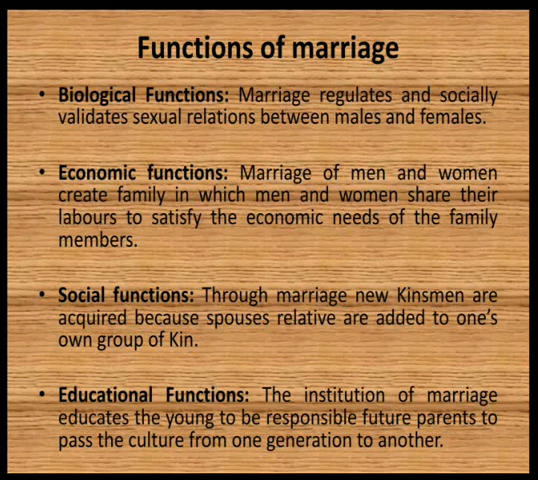 Functions of marriage
• Biological Functions: Marriage regulates and socially
validates sexual relations between males and females.
• Economic functions: Marriage of men and women
create family in which men and women share their
labours to satisfy the economic needs of the family
members.
• Social functions: Through marriage new Kinsmen are
acquired because spouses relative are added to one's
own group of Kin.
• Educational Functions: The institution of marriage
educates the young to be responsible future parents to
pass the culture from one generation to another.